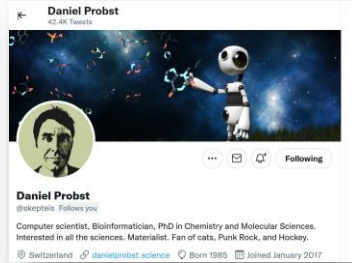 Daniel Probst
42.4K Tweets
Following
Daniel Probst
@skepteis Follows you
Computer scientist, Bioinformatician, PhD in Chemistry and Molecular Sciences.
Interested in all the sciences. Materialist. Fan of cats, Punk Rock, and Hockey.
Switzerland danielprobst.science Born 1985 Joined January 2017